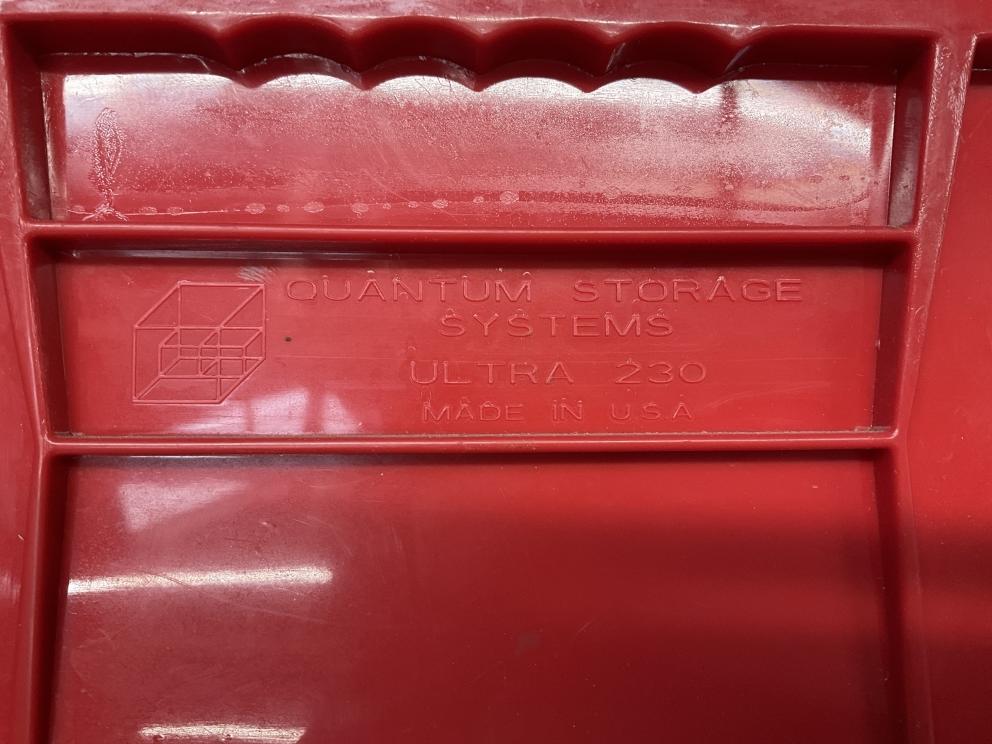 QUANTUM STORAGE
SYSTEMS
ULTRA 230
MADE IN U.S.A